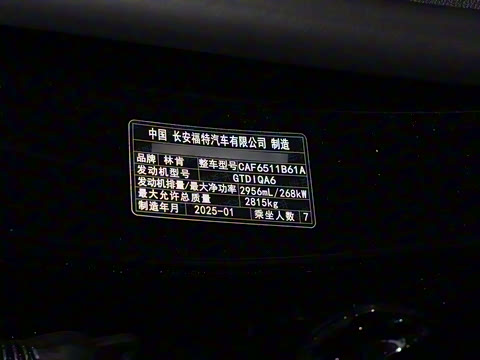 中国 长安福特汽车有限公司 制造
品牌 林肯 整车型号 CAF6511B61A
发动机型号 GTDIQA6
发动机排量/最大净功率 2956mL/268kW
最大允许总质量 2815kg
制造年月 2025-01 乘坐人数 7